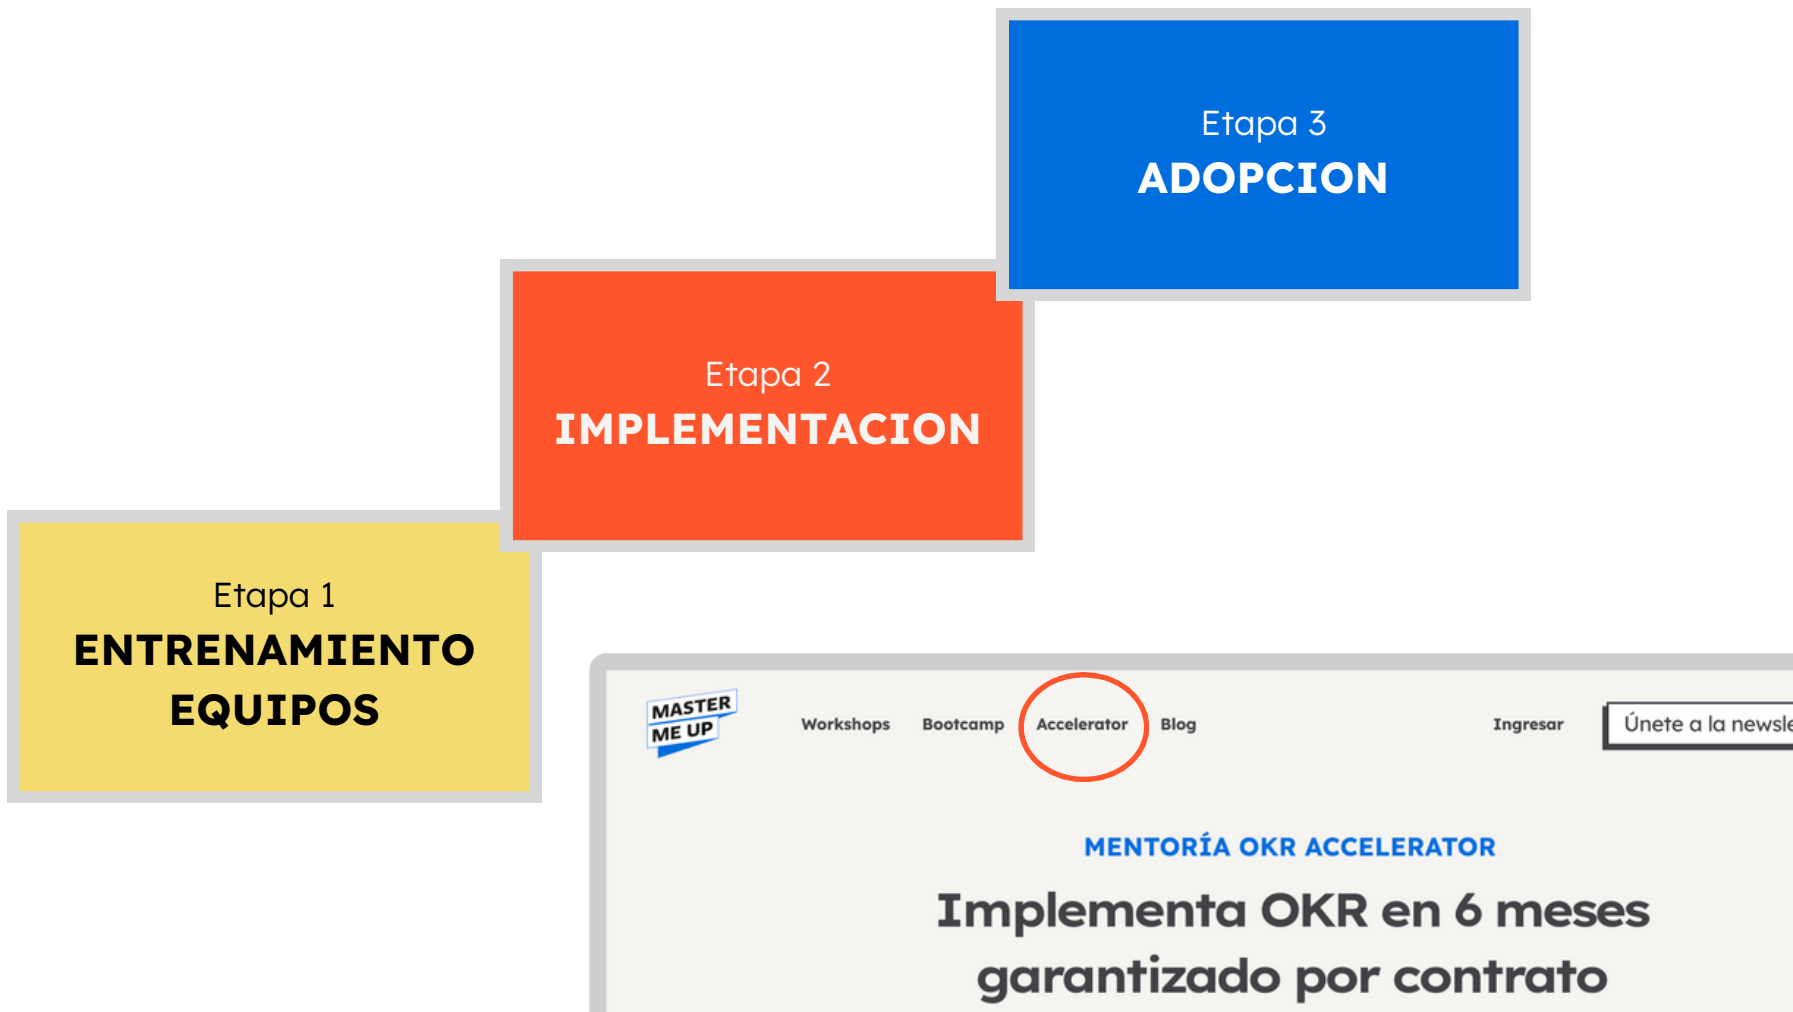 Etapa 3
ADOPCION
Etapa 2
IMPLEMENTACION
Etapa 1
ENTRENAMIENTO
EQUIPOS
MASTER
ME UP
Workshops Bootcamp Accelerator Blog Ingresar Únete a la newsle
MENTORÍA OKR ACCELERATOR
Implementa OKR en 6 meses
garantizado por contrato